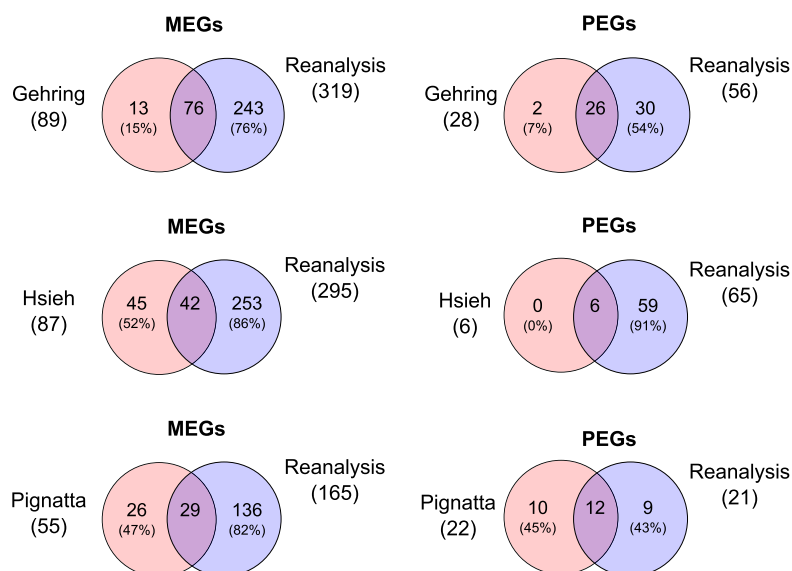 MEGs
Gehring
(89)
13
(15%)
76
243
(76%)
Reanalysis
(319)
PEGs
Gehring
(28)
2
(7%)
26
30
(54%)
Reanalysis
(56)
MEGs
Hsieh
(87)
45
(52%)
42
253
(86%)
Reanalysis
(295)
PEGs
Hsieh
(6)
0
(0%)
6
59
(91%)
Reanalysis
(65)
MEGs
Pignatta
(55)
26
(47%)
29
136
(82%)
Reanalysis
(165)
PEGs
Pignatta
(22)
10
(45%)
12
9
(43%)
Reanalysis
(21)